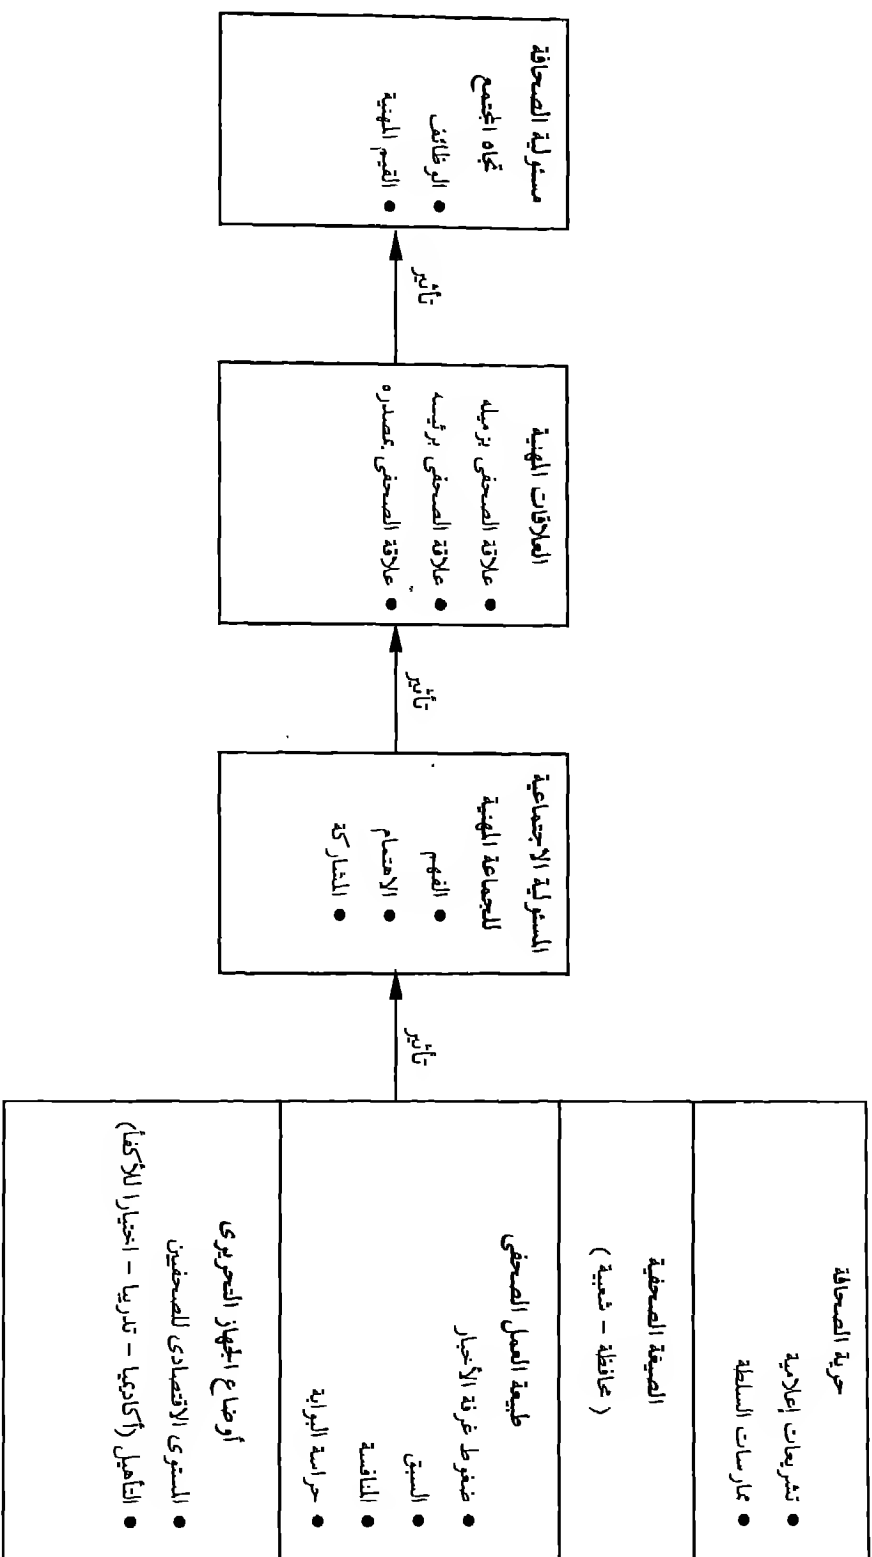 حرية الصحافة
● تشريعات إعلامية
● ممارسات السلطة
الصيغة الصحفية
( محافظة - شعبية )
طبيعة العمل الصحفى
● ضغوط غرفة الأخبار
● السبق
● المنافسة
● حراسة البوابة
أوضاع الجهاز التحريرى
● المستوى الاقتصادى للصحفيين
● التأهيل (أكاديميا - تدريبا - اختيارا للأكفأ)
تأثير
المسئولية الاجتماعية
للجماعة المهنية
● الفهم
● الاهتمام
● المشاركة
تأثير
العلاقات المهنية
● علاقة الصحفى بزميله
● علاقة الصحفى برئيسه
● علاقة الصحفى بمصدره
تأثير
مسئولية الصحافة
تجاه المجتمع
● الوظائف
● القيم المهنية